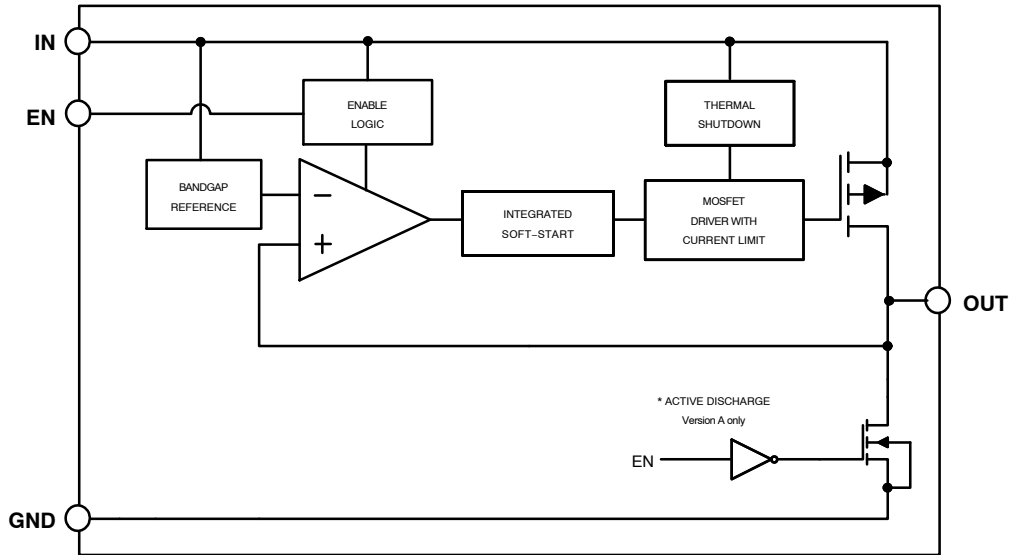 IN
EN
ENABLE
LOGIC
THERMAL
SHUTDOWN
BANDGAP
REFERENCE
−
+
INTEGRATED
SOFT−START
MOSFET
DRIVER WITH
CURRENT LIMIT
OUT
* ACTIVE DISCHARGE
Version A only
EN
GND